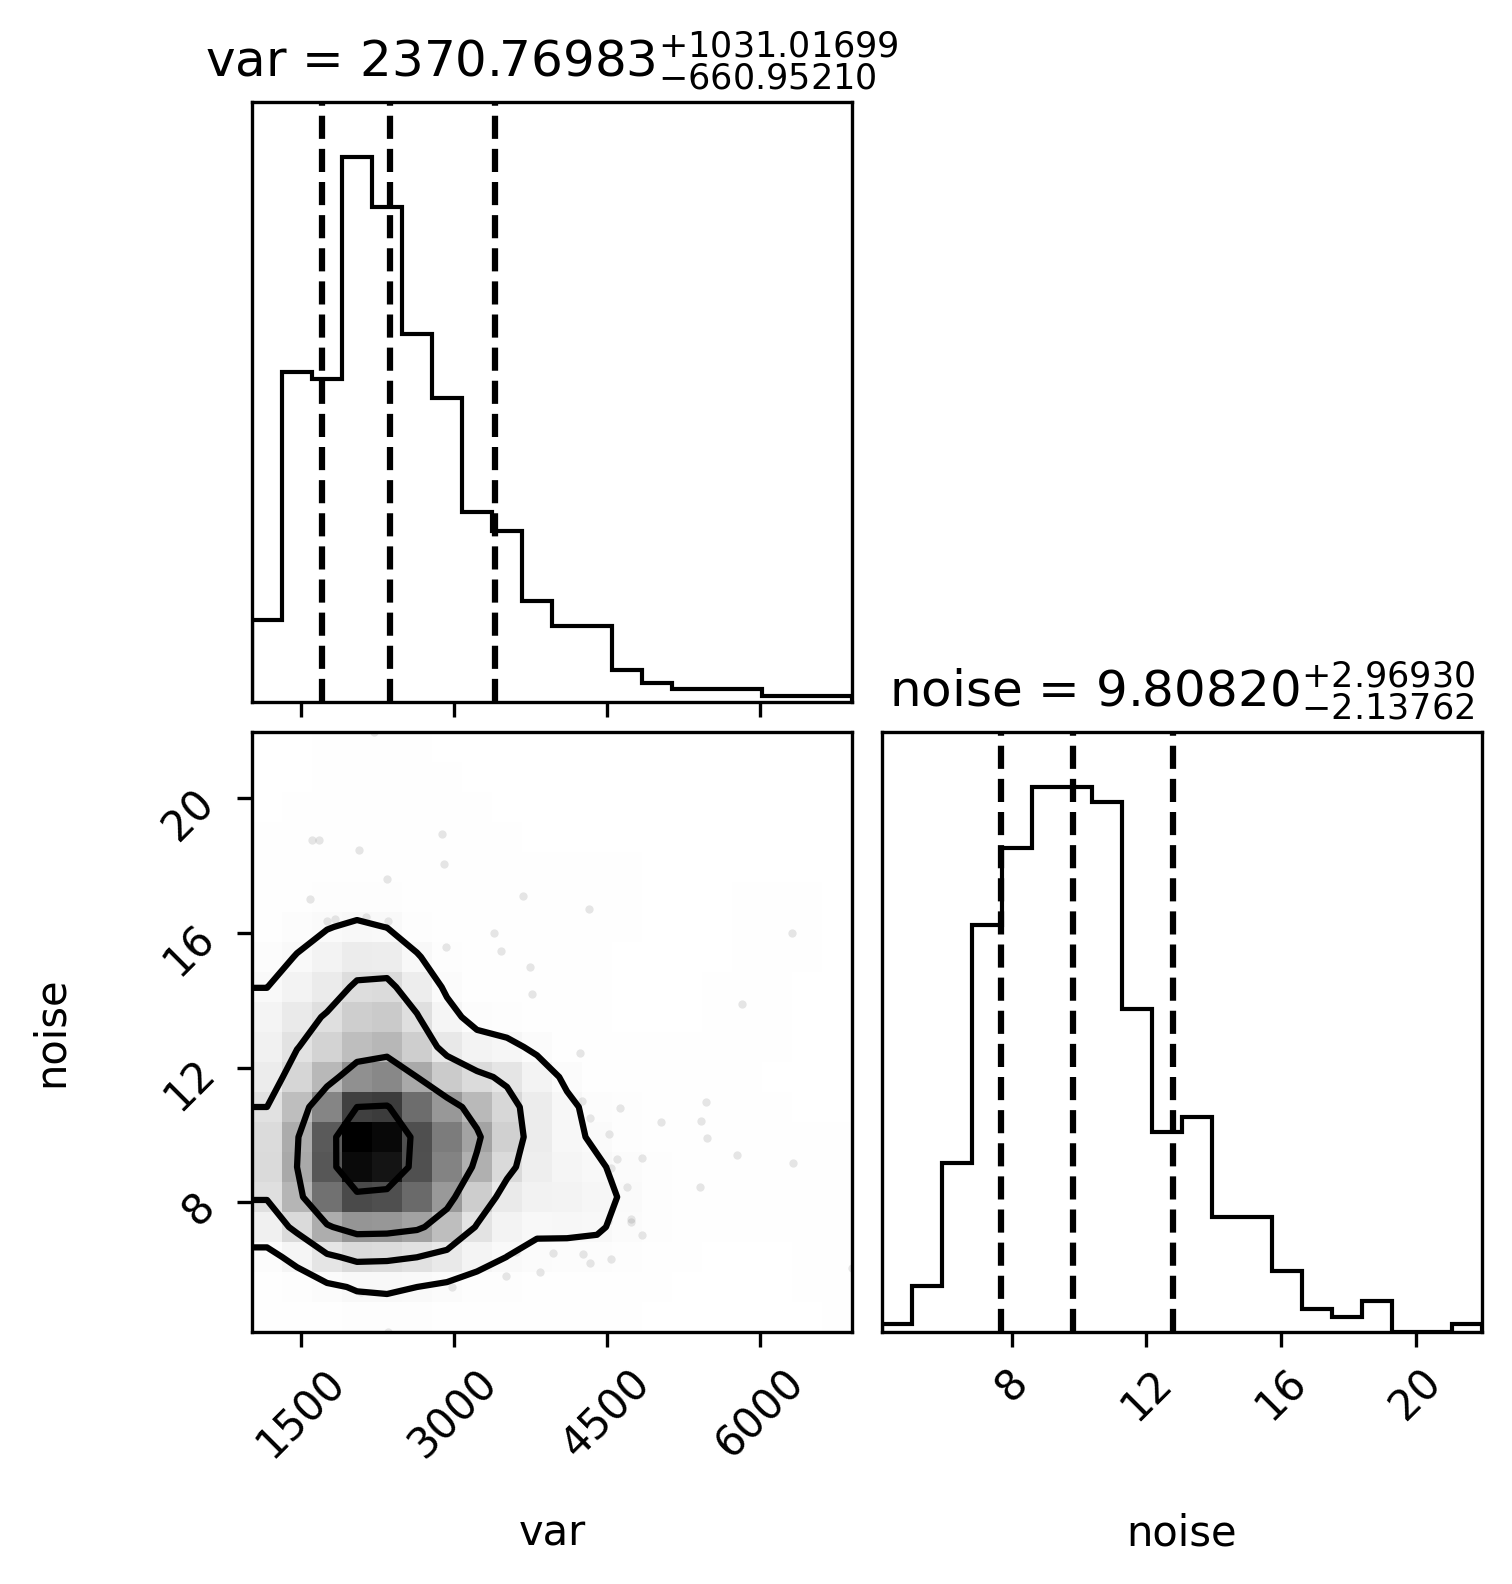 var = 2370.76983+1031.01699−660.95210
noise = 9.80820+2.96930−2.13762
20
16
12
8
noise
1500 3000 4500 6000
8 12 16 20
var
noise